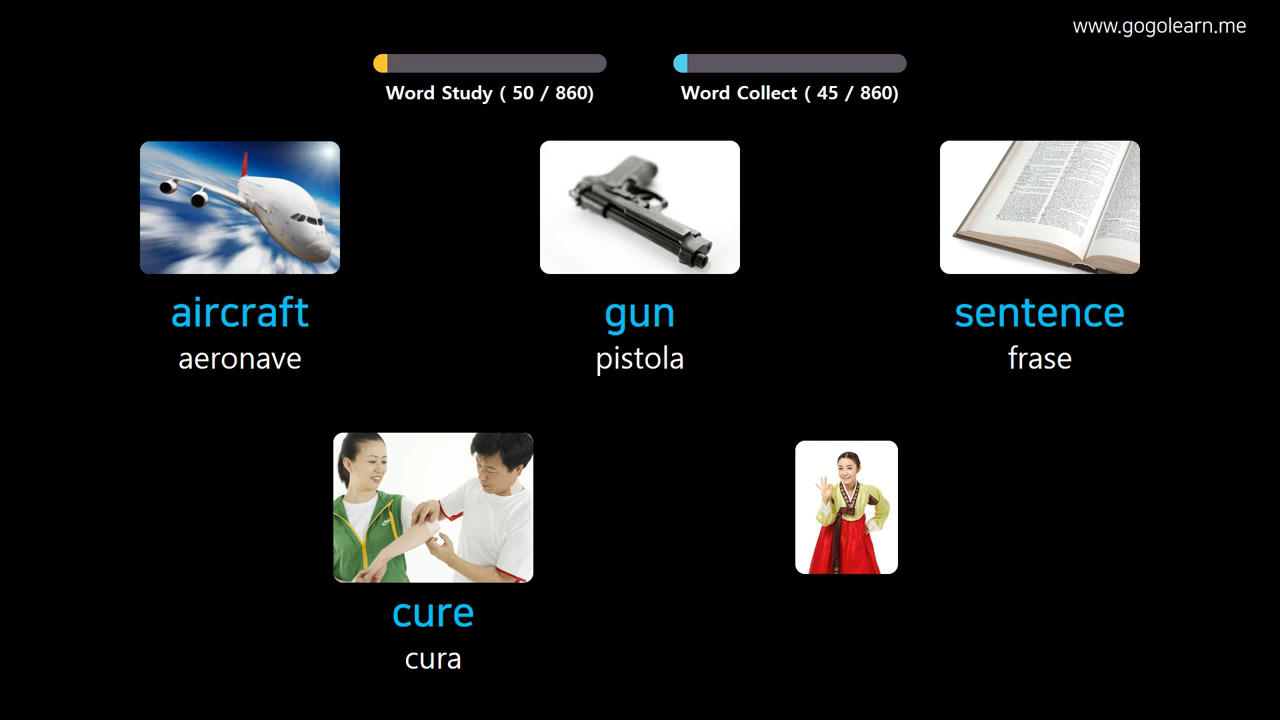 www.gogolearn.me
Word Study ( 50 / 860)
Word Collect ( 45 / 860)
aircraft
aeronave
gun
pistola
sentence
frase
cure
cura